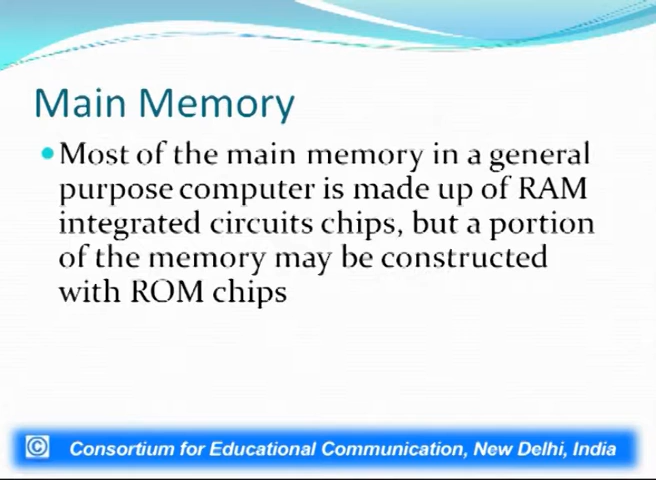 Main Memory
•Most of the main memory in a general
purpose computer is made up of RAM
integrated circuits chips, but a portion
of the memory may be constructed
with ROM chips
© Consortium for Educational Communication, New Delhi, India